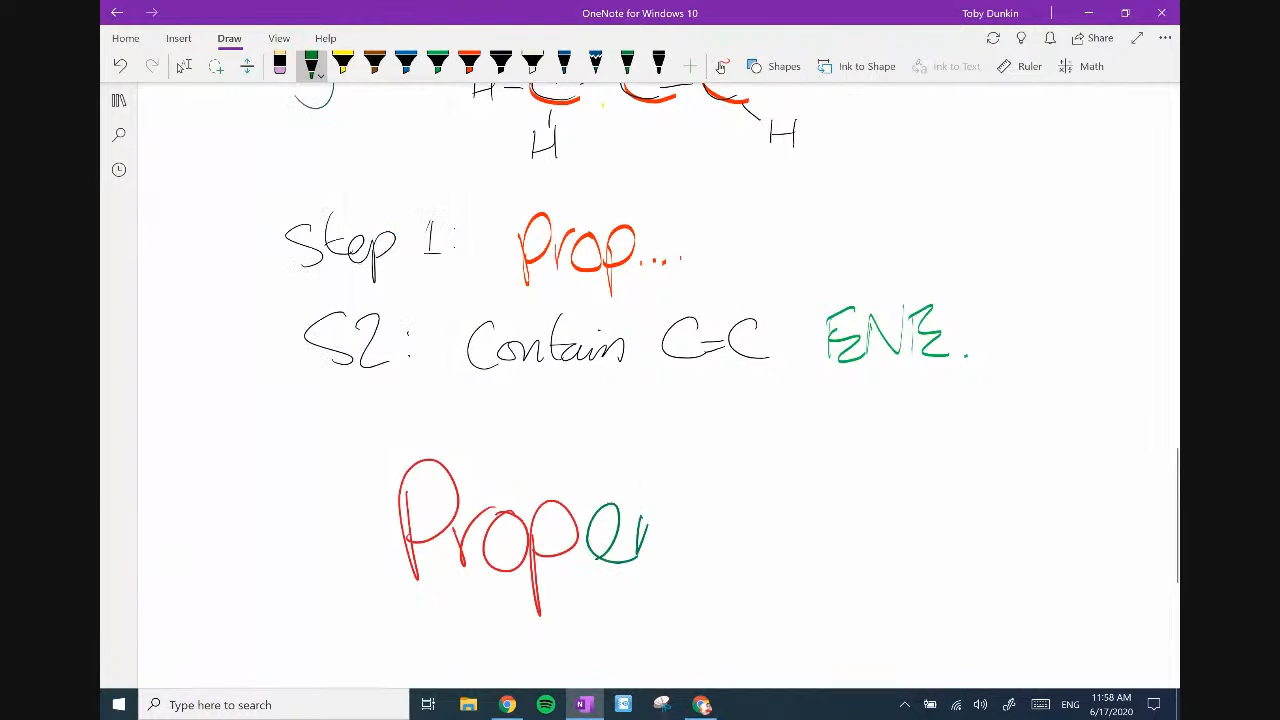 OneNote for Windows 10
Toby Dunkin
Home Insert Draw View Help
Share
Shapes Ink to Shape Ink to Text Ruler Math
H C C C
H H
Step 1: Prop....
S2: Contain C=C ENE.
Proper
Type here to search
ENG
11:58 AM
6/17/2020